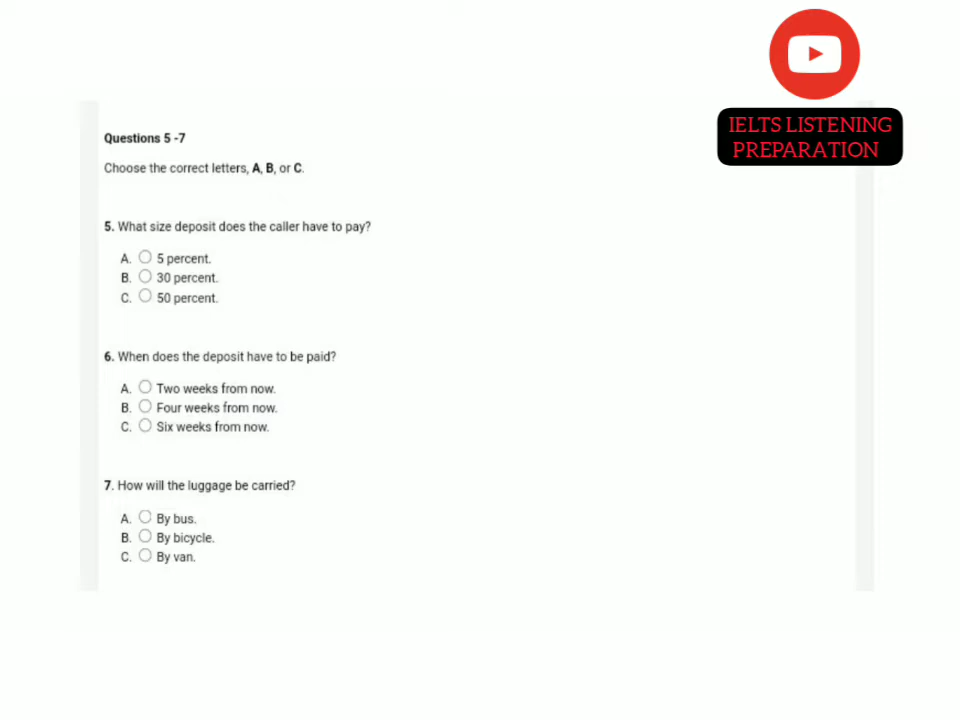 IELTS LISTENING
PREPARATION
Questions 5 -7
Choose the correct letters, A, B, or C.
5. What size deposit does the caller have to pay?
A. 5 percent.
B. 30 percent.
C. 50 percent.
6. When does the deposit have to be paid?
A. Two weeks from now.
B. Four weeks from now.
C. Six weeks from now.
7. How will the luggage be carried?
A. By bus.
B. By bicycle.
C. By van.